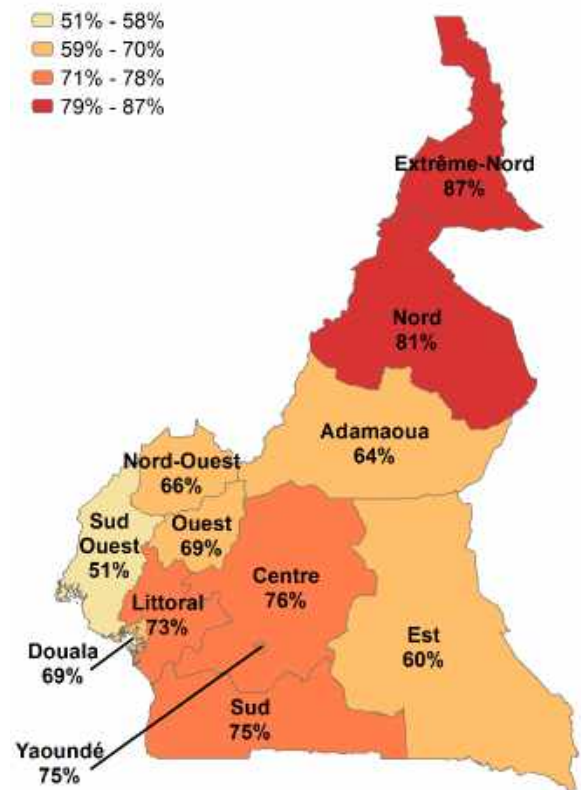 51% - 58%
59% - 70%
71% - 78%
79% - 87%
Extrême-Nord
87%
Nord
81%
Adamaoua
64%
Nord-Ouest
66%
Ouest
69%
Sud
Ouest
51%
Centre
76%
Littoral
73%
Est
60%
Douala
69%
Sud
75%
Yaoundé
75%